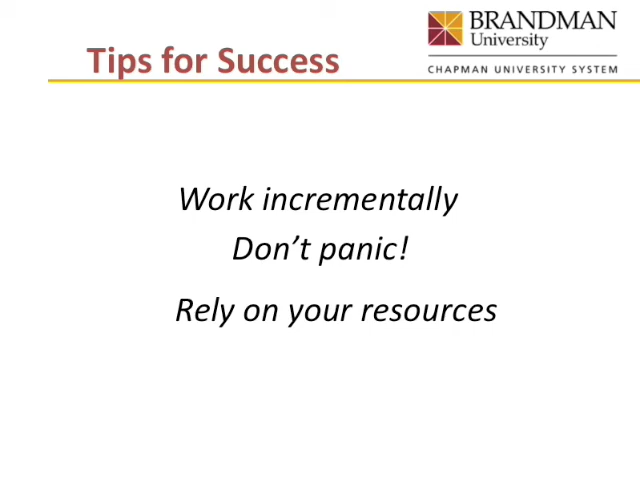 Tips for Success
BRANDMAN
University
CHAPMAN UNIVERSITY SYSTEM
Work incrementally
Don’t panic!
Rely on your resources